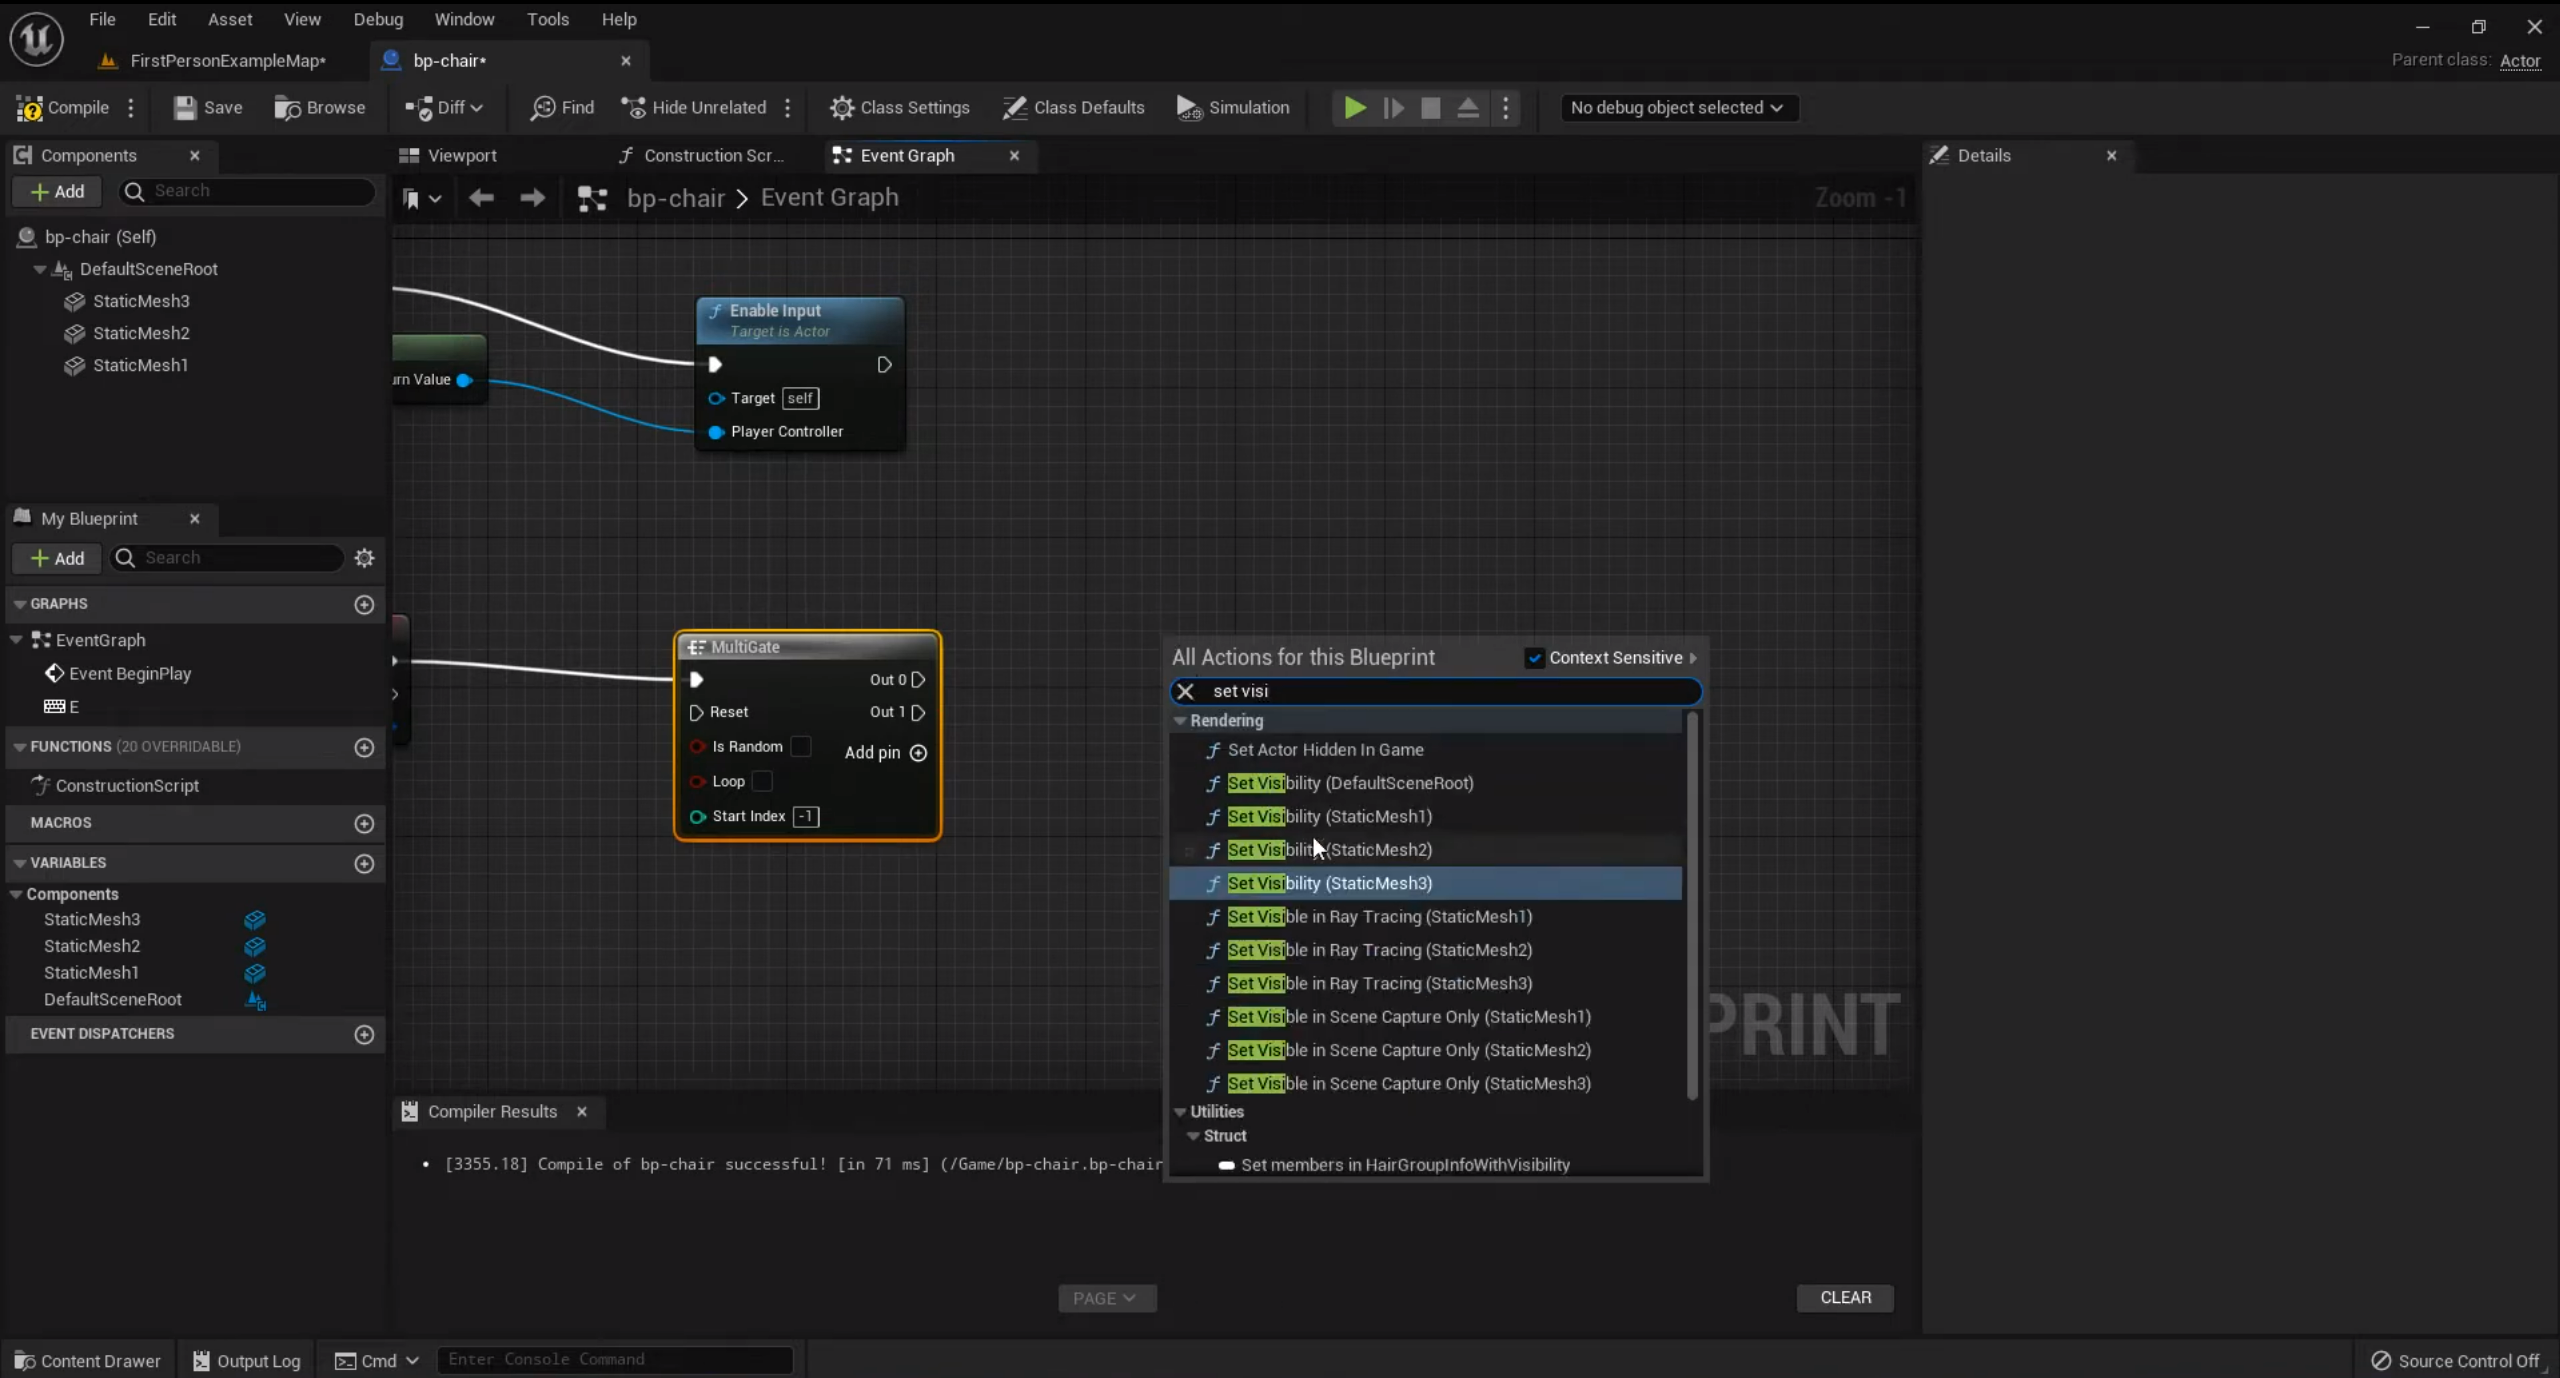 File Edit Asset View Debug Window Tools Help
FirstPersonExampleMap*
bp-chair*
Parent class: Actor
Compile
Save
Browse
Diff
Find
Hide Unrelated
Class Settings
Class Defaults
Simulation
No debug object selected
Components
Viewport
Construction Scr...
Event Graph
Details
Add
Search
bp-chair > Event Graph
Zoom -1
bp-chair (Self)
DefaultSceneRoot
StaticMesh3
StaticMesh2
StaticMesh1
Enable Input
Target is Actor
urn Value
Target self
Player Controller
My Blueprint
Add
Search
GRAPHS
EventGraph
Event BeginPlay
E
FUNCTIONS (20 OVERRIDABLE)
ConstructionScript
MACROS
VARIABLES
Components
StaticMesh3
StaticMesh2
StaticMesh1
DefaultSceneRoot
EVENT DISPATCHERS
MultiGate
Out 0
Reset
Out 1
Is Random
Add pin
Loop
Start Index -1
All Actions for this Blueprint
Context Sensitive
set visi
Rendering
Set Actor Hidden In Game
Set Visibility (DefaultSceneRoot)
Set Visibility (StaticMesh1)
Set Visibility (StaticMesh2)
Set Visibility (StaticMesh3)
Set Visible in Ray Tracing (StaticMesh1)
Set Visible in Ray Tracing (StaticMesh2)
Set Visible in Ray Tracing (StaticMesh3)
Set Visible in Scene Capture Only (StaticMesh1)
Set Visible in Scene Capture Only (StaticMesh2)
Set Visible in Scene Capture Only (StaticMesh3)
Utilities
Struct
Set members in HairGroupInfoWithVisibility
PRINT
Compiler Results
• [3355.18] Compile of bp-chair successful! [in 71 ms] (/Game/bp-chair.bp-chair
PAGE
CLEAR
Content Drawer
Output Log
Cmd
Enter Console Command
Source Control Off